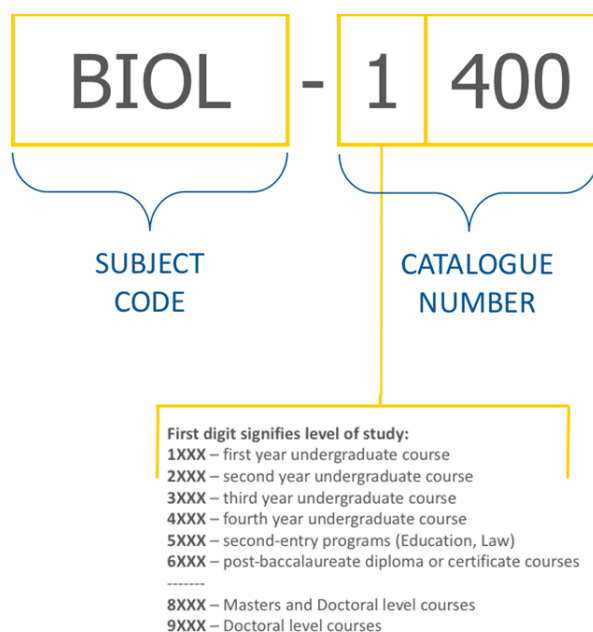 BIOL - 1 400
SUBJECT CODE
CATALOGUE NUMBER
First digit signifies level of study:
1XXX – first year undergraduate course
2XXX – second year undergraduate course
3XXX – third year undergraduate course
4XXX – fourth year undergraduate course
5XXX – second-entry programs (Education, Law)
6XXX – post-baccalaureate diploma or certificate courses
-------
8XXX – Masters and Doctoral level courses
9XXX – Doctoral level courses